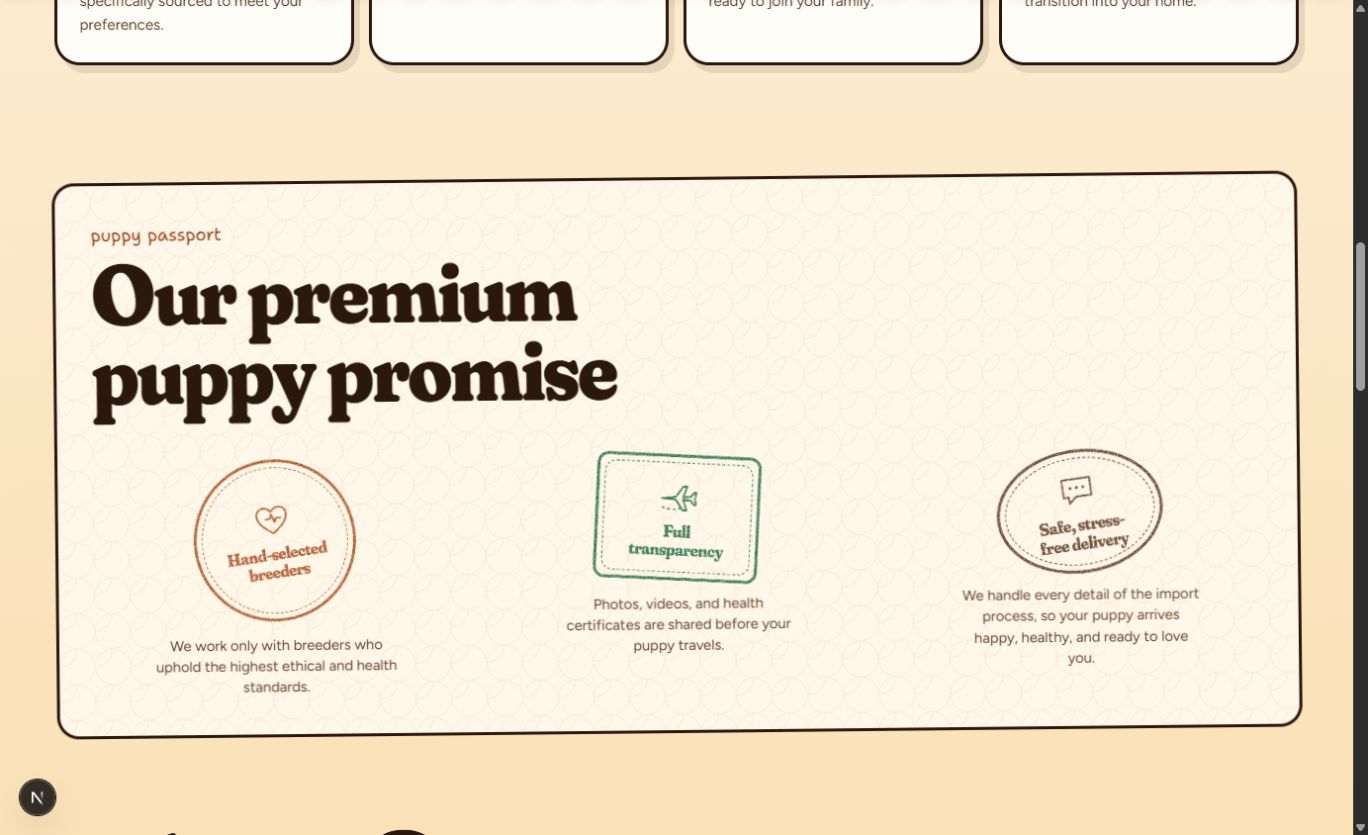 specifically sourced to meet your
preferences.
ready to join your family.
transition into your home.
puppy passport
Our premium
puppy promise
Hand-selected
breeders
We work only with breeders who
uphold the highest ethical and health
standards.
Full
transparency
Photos, videos, and health
certificates are shared before your
puppy travels.
Safe, stress-
free delivery
We handle every detail of the import
process, so your puppy arrives
happy, healthy, and ready to love
you.
N